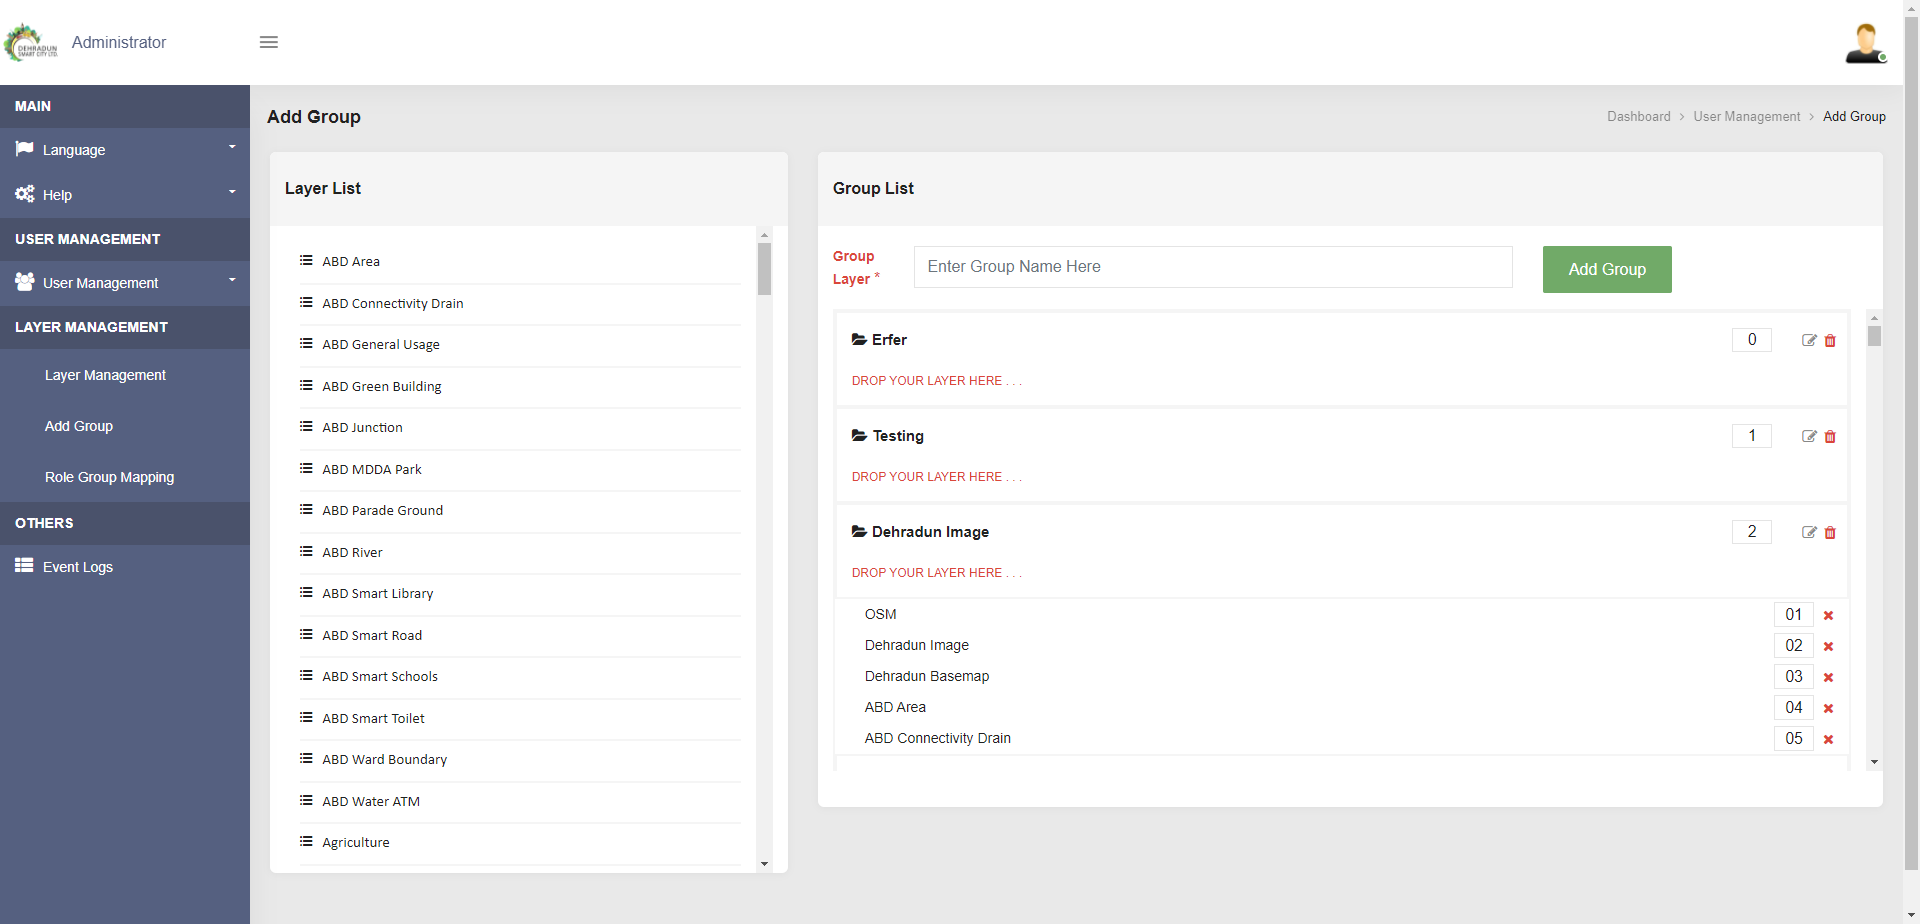 DEHRADUN
SMART CITY LTD.
Administrator
MAIN
Language
Help
USER MANAGEMENT
User Management
LAYER MANAGEMENT
Layer Management
Add Group
Role Group Mapping
OTHERS
Event Logs
Add Group
Dashboard > User Management > Add Group
Layer List
ABD Area
ABD Connectivity Drain
ABD General Usage
ABD Green Building
ABD Junction
ABD MDDA Park
ABD Parade Ground
ABD River
ABD Smart Library
ABD Smart Road
ABD Smart Schools
ABD Smart Toilet
ABD Ward Boundary
ABD Water ATM
Agriculture
Group List
Group
Layer *
Enter Group Name Here
Add Group
Erfer 0
DROP YOUR LAYER HERE . . .
Testing 1
DROP YOUR LAYER HERE . . .
Dehradun Image 2
DROP YOUR LAYER HERE . . .
OSM 01
Dehradun Image 02
Dehradun Basemap 03
ABD Area 04
ABD Connectivity Drain 05